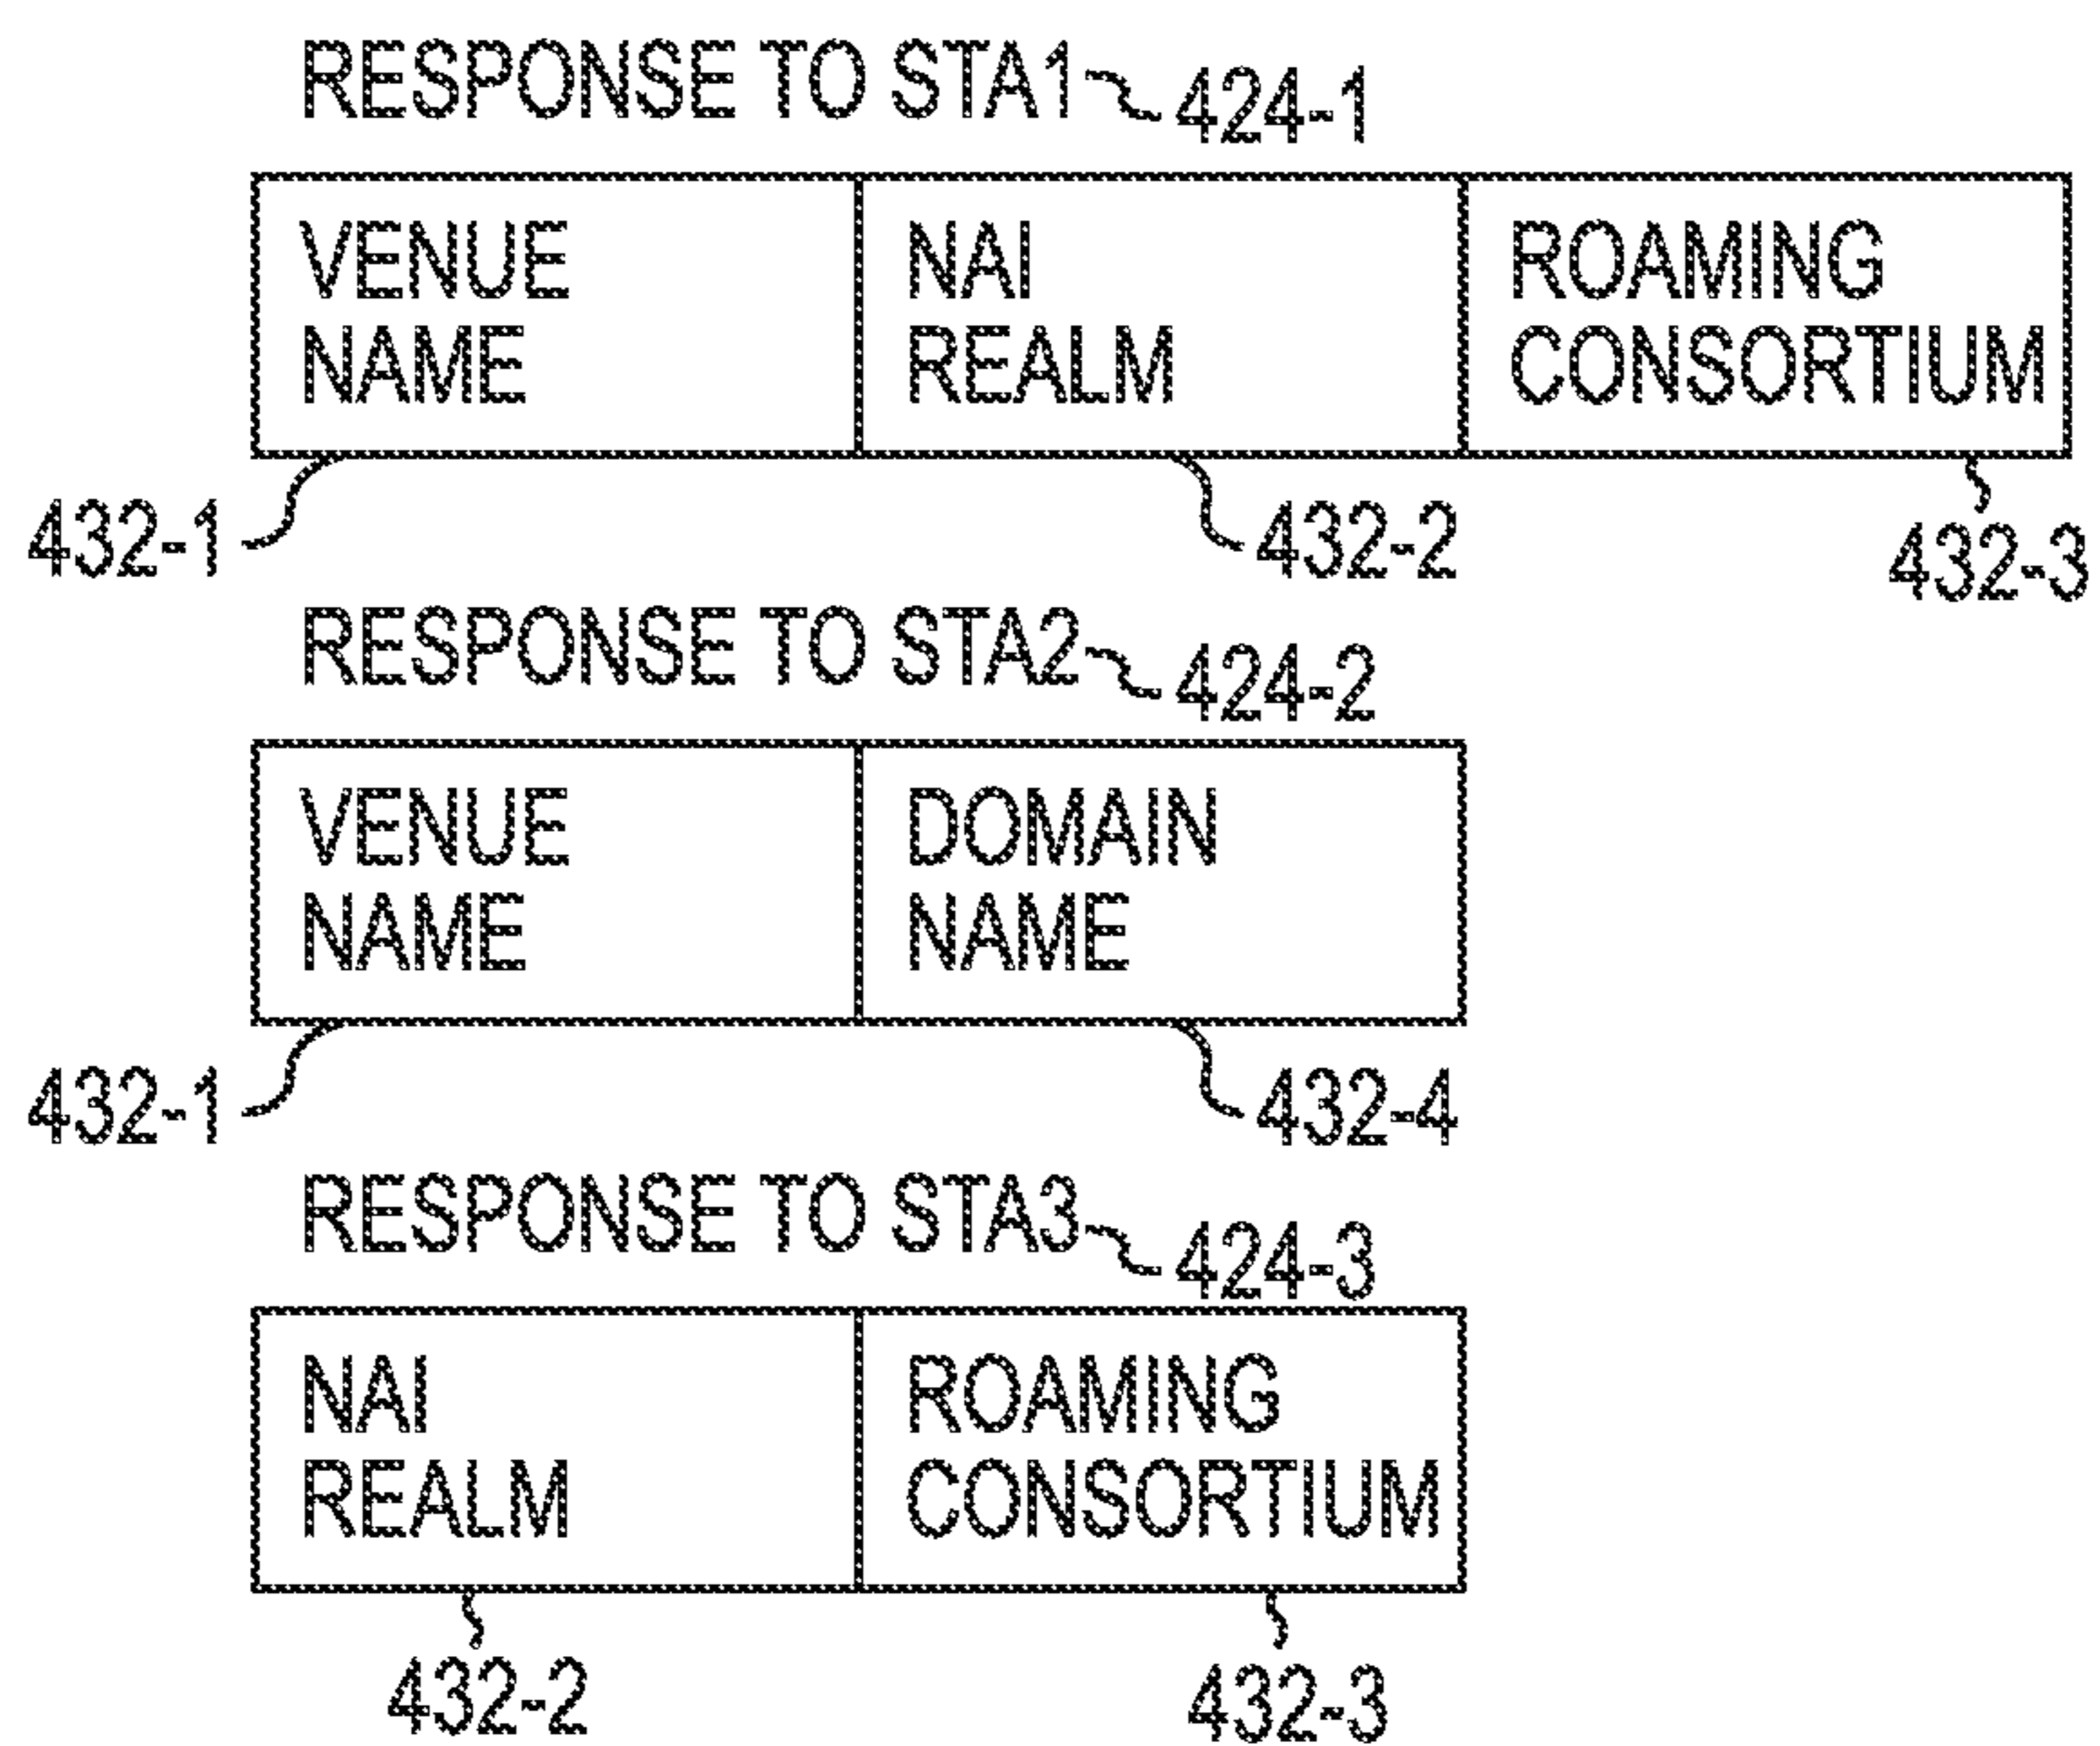 RESPONSE TO STA1 424-1
VENUE NAI ROAMING
NAME REALM CONSORTIUM
432-1 432-2 432-3
RESPONSE TO STA2 424-2
VENUE DOMAIN
NAME NAME
432-1 432-4
RESPONSE TO STA3 424-3
NAI ROAMING
REALM CONSORTIUM
432-2 432-3